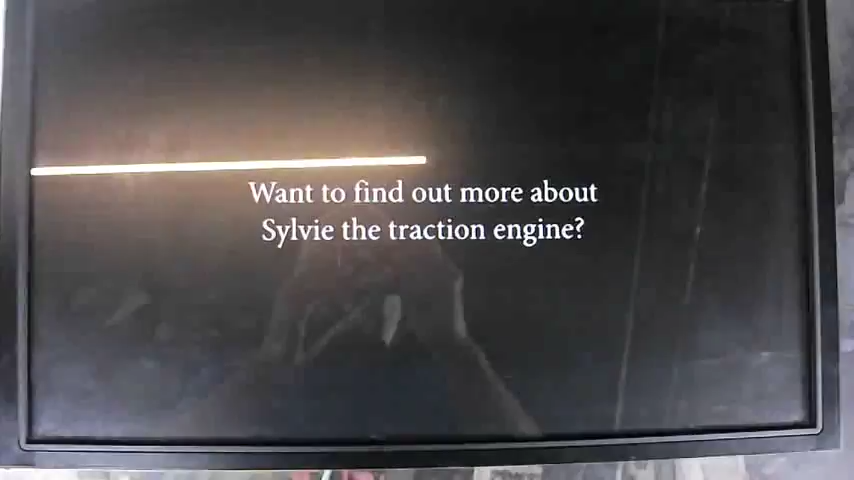 Want to find out more about
Sylvie the traction engine?